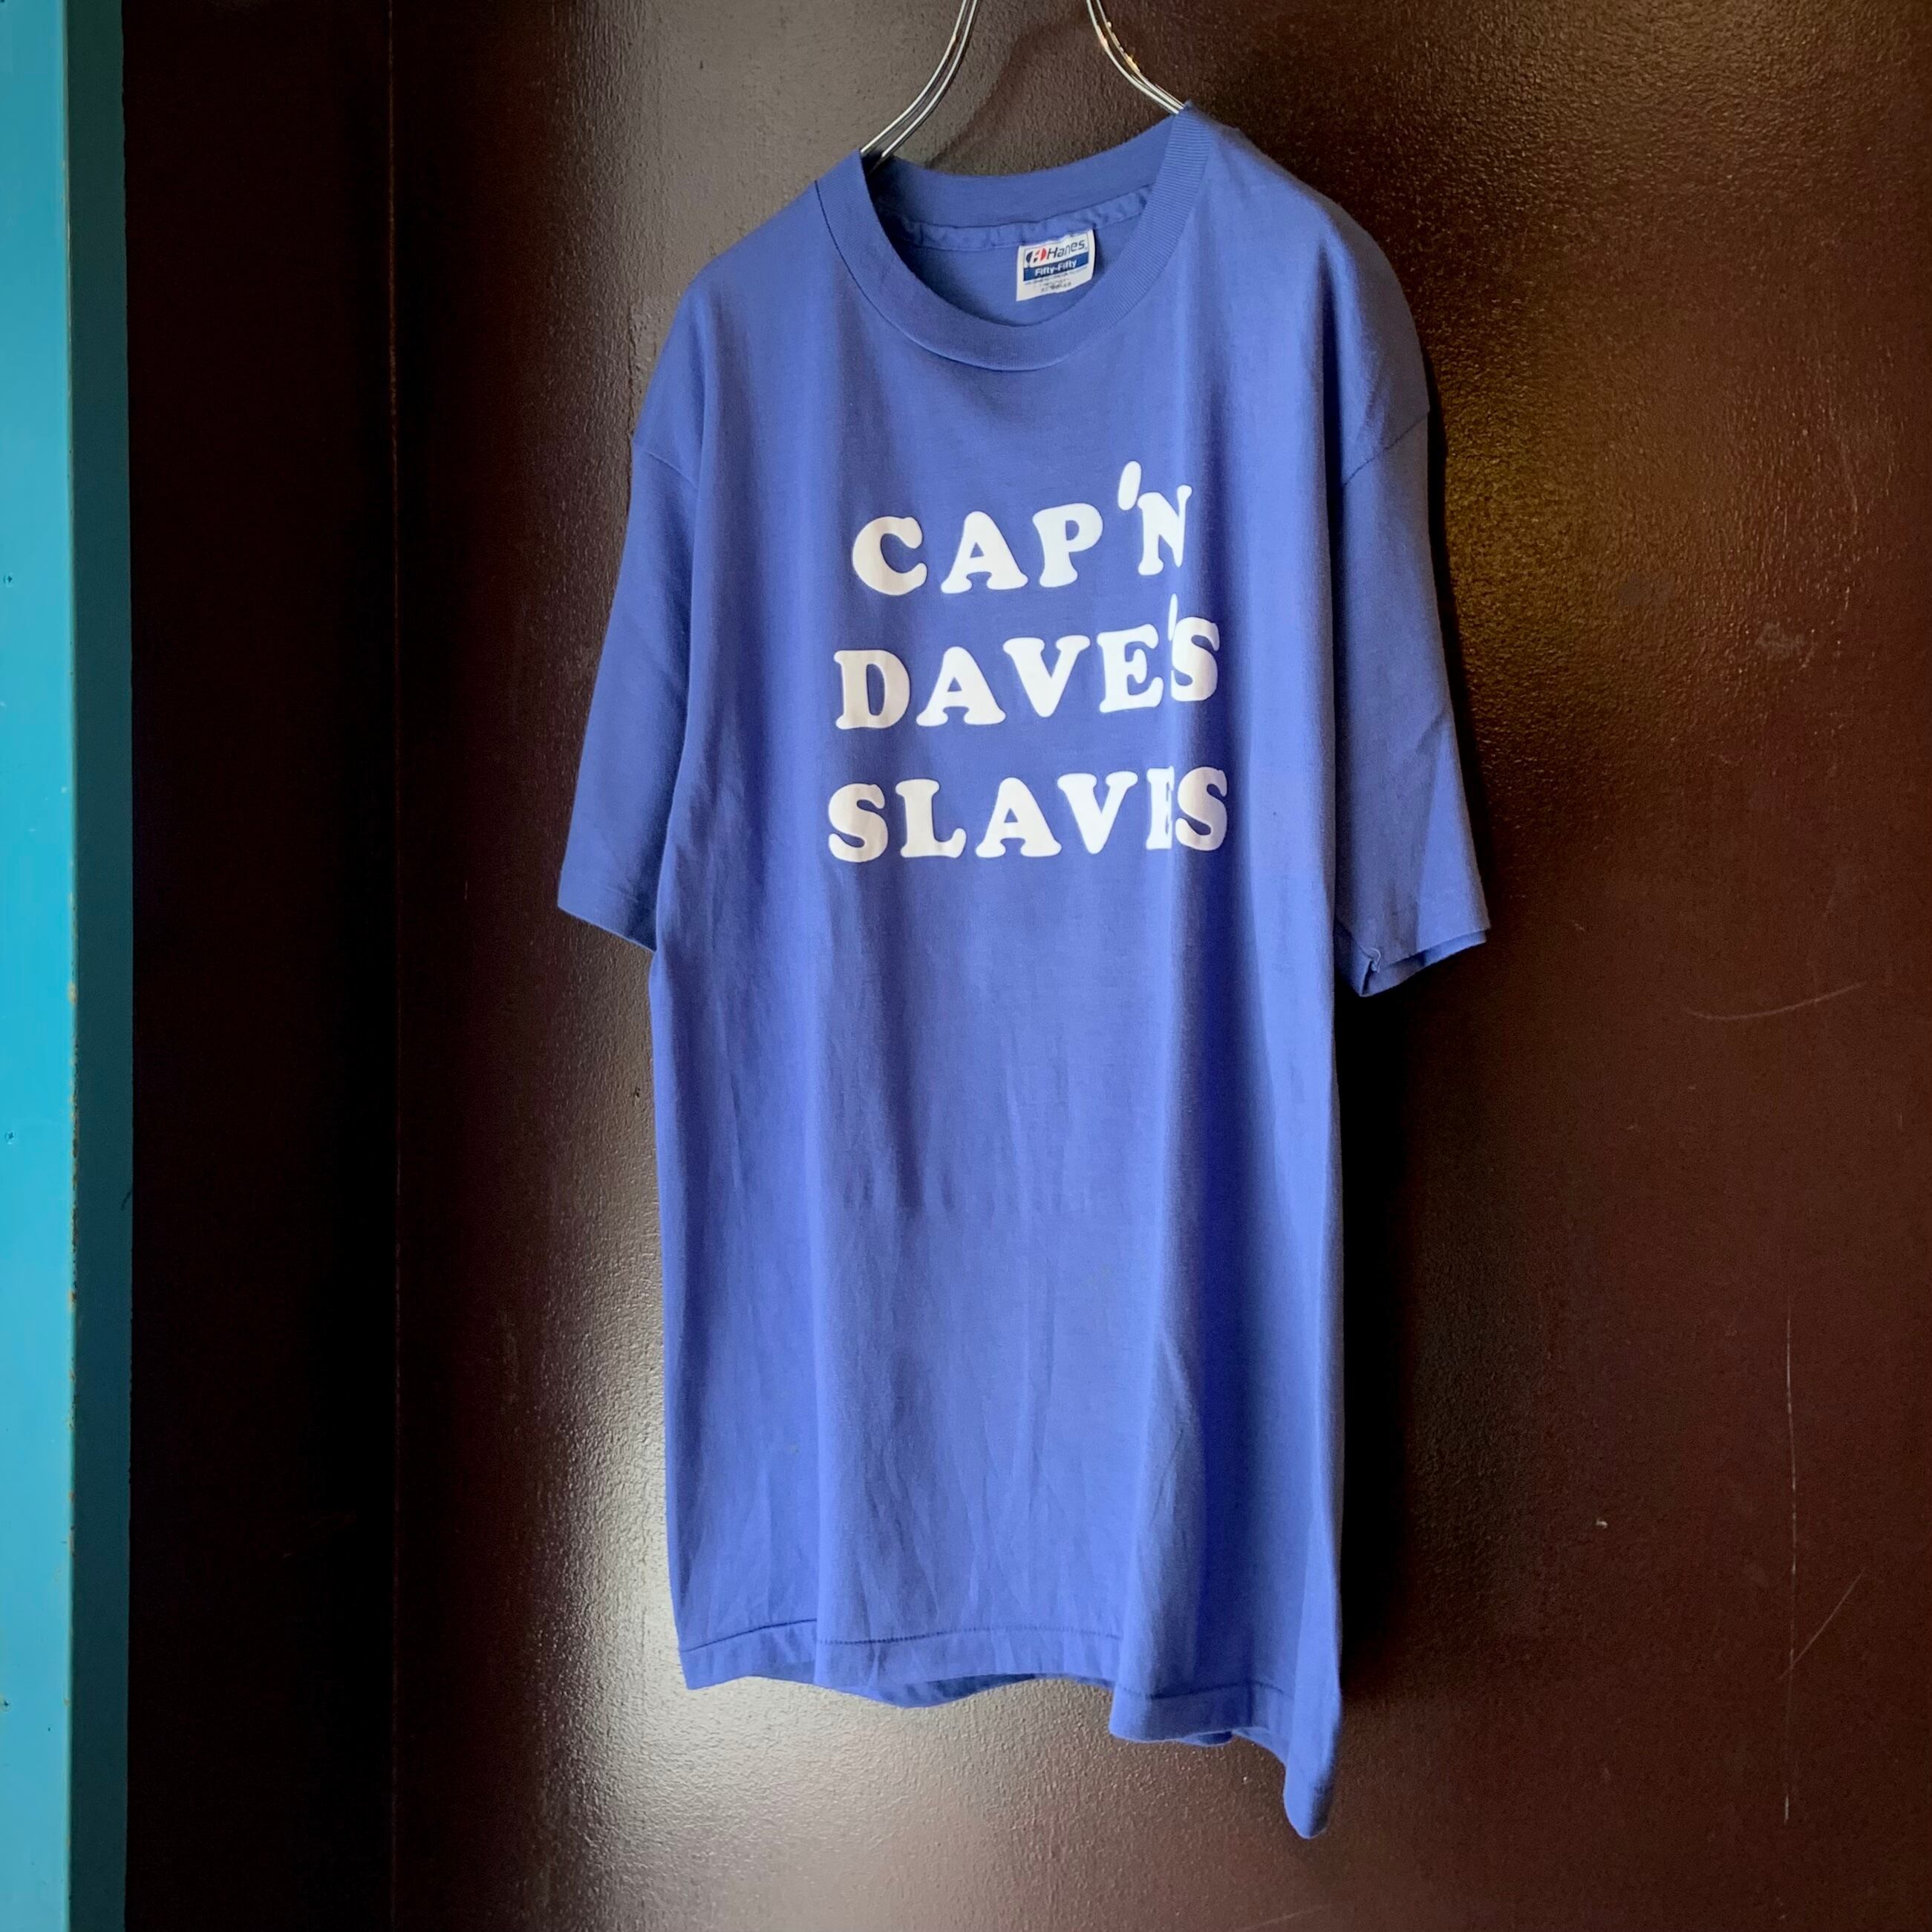 Hanes
Fifty-Fifty
CAP'N
DAVE'S
SLAVES